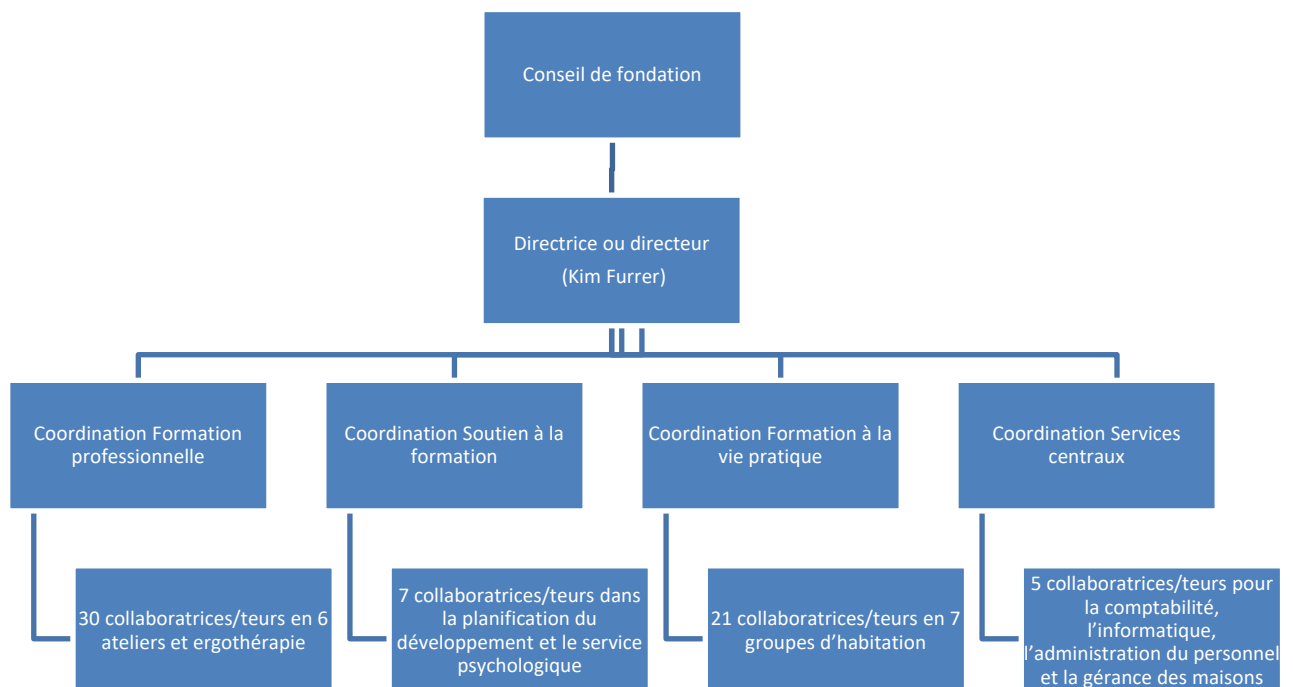 Conseil de fondation
Directrice ou directeur
(Kim Furrer)
Coordination Formation
professionnelle
Coordination Soutien à la
formation
Coordination Formation à la
vie pratique
Coordination Services
centraux
30 collaboratrices/teurs en 6
ateliers et ergothérapie
7 collaboratrices/teurs dans
la planification du
développement et le service
psychologique
21 collaboratrices/teurs en 7
groupes d’habitation
5 collaboratrices/teurs pour
la comptabilité,
l’informatique,
l’administration du personnel
et la gérance des maisons